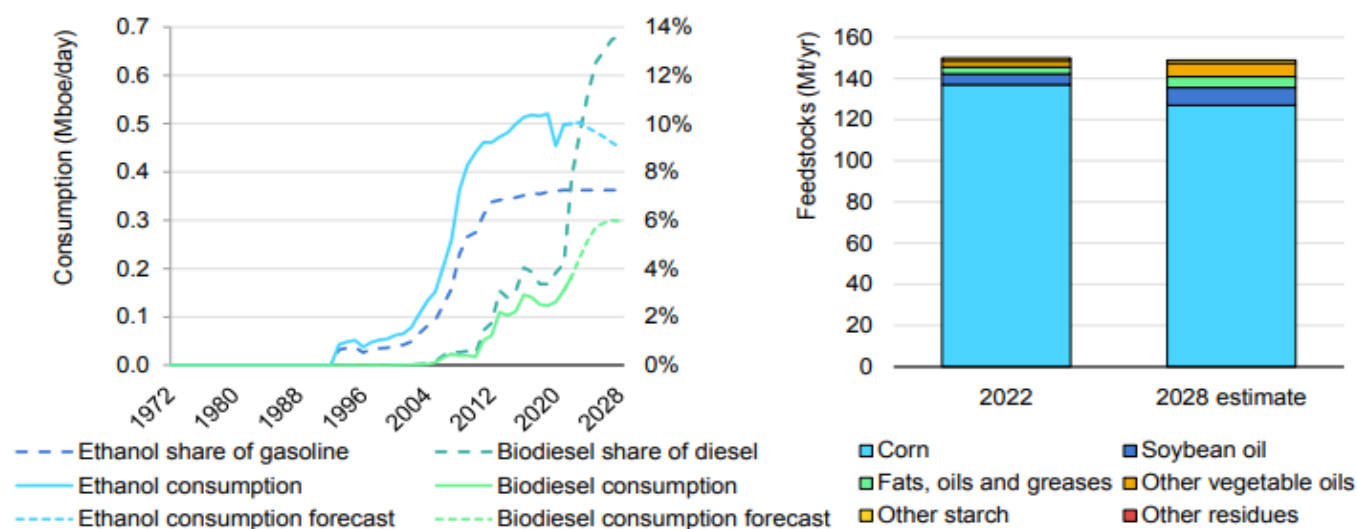 Consumption (Mboe/day)
0.7
0.6
0.5
0.4
0.3
0.2
0.1
0.0
14%
12%
10%
8%
6%
4%
2%
0%
1972
1980
1988
1996
2004
2012
2020
2028
Ethanol share of gasoline
Biodiesel share of diesel
Ethanol consumption
Biodiesel consumption
Ethanol consumption forecast
Biodiesel consumption forecast
Feedstocks (Mt/yr)
160
140
120
100
80
60
40
20
0
2022
2028 estimate
Corn
Soybean oil
Fats, oils and greases
Other vegetable oils
Other starch
Other residues